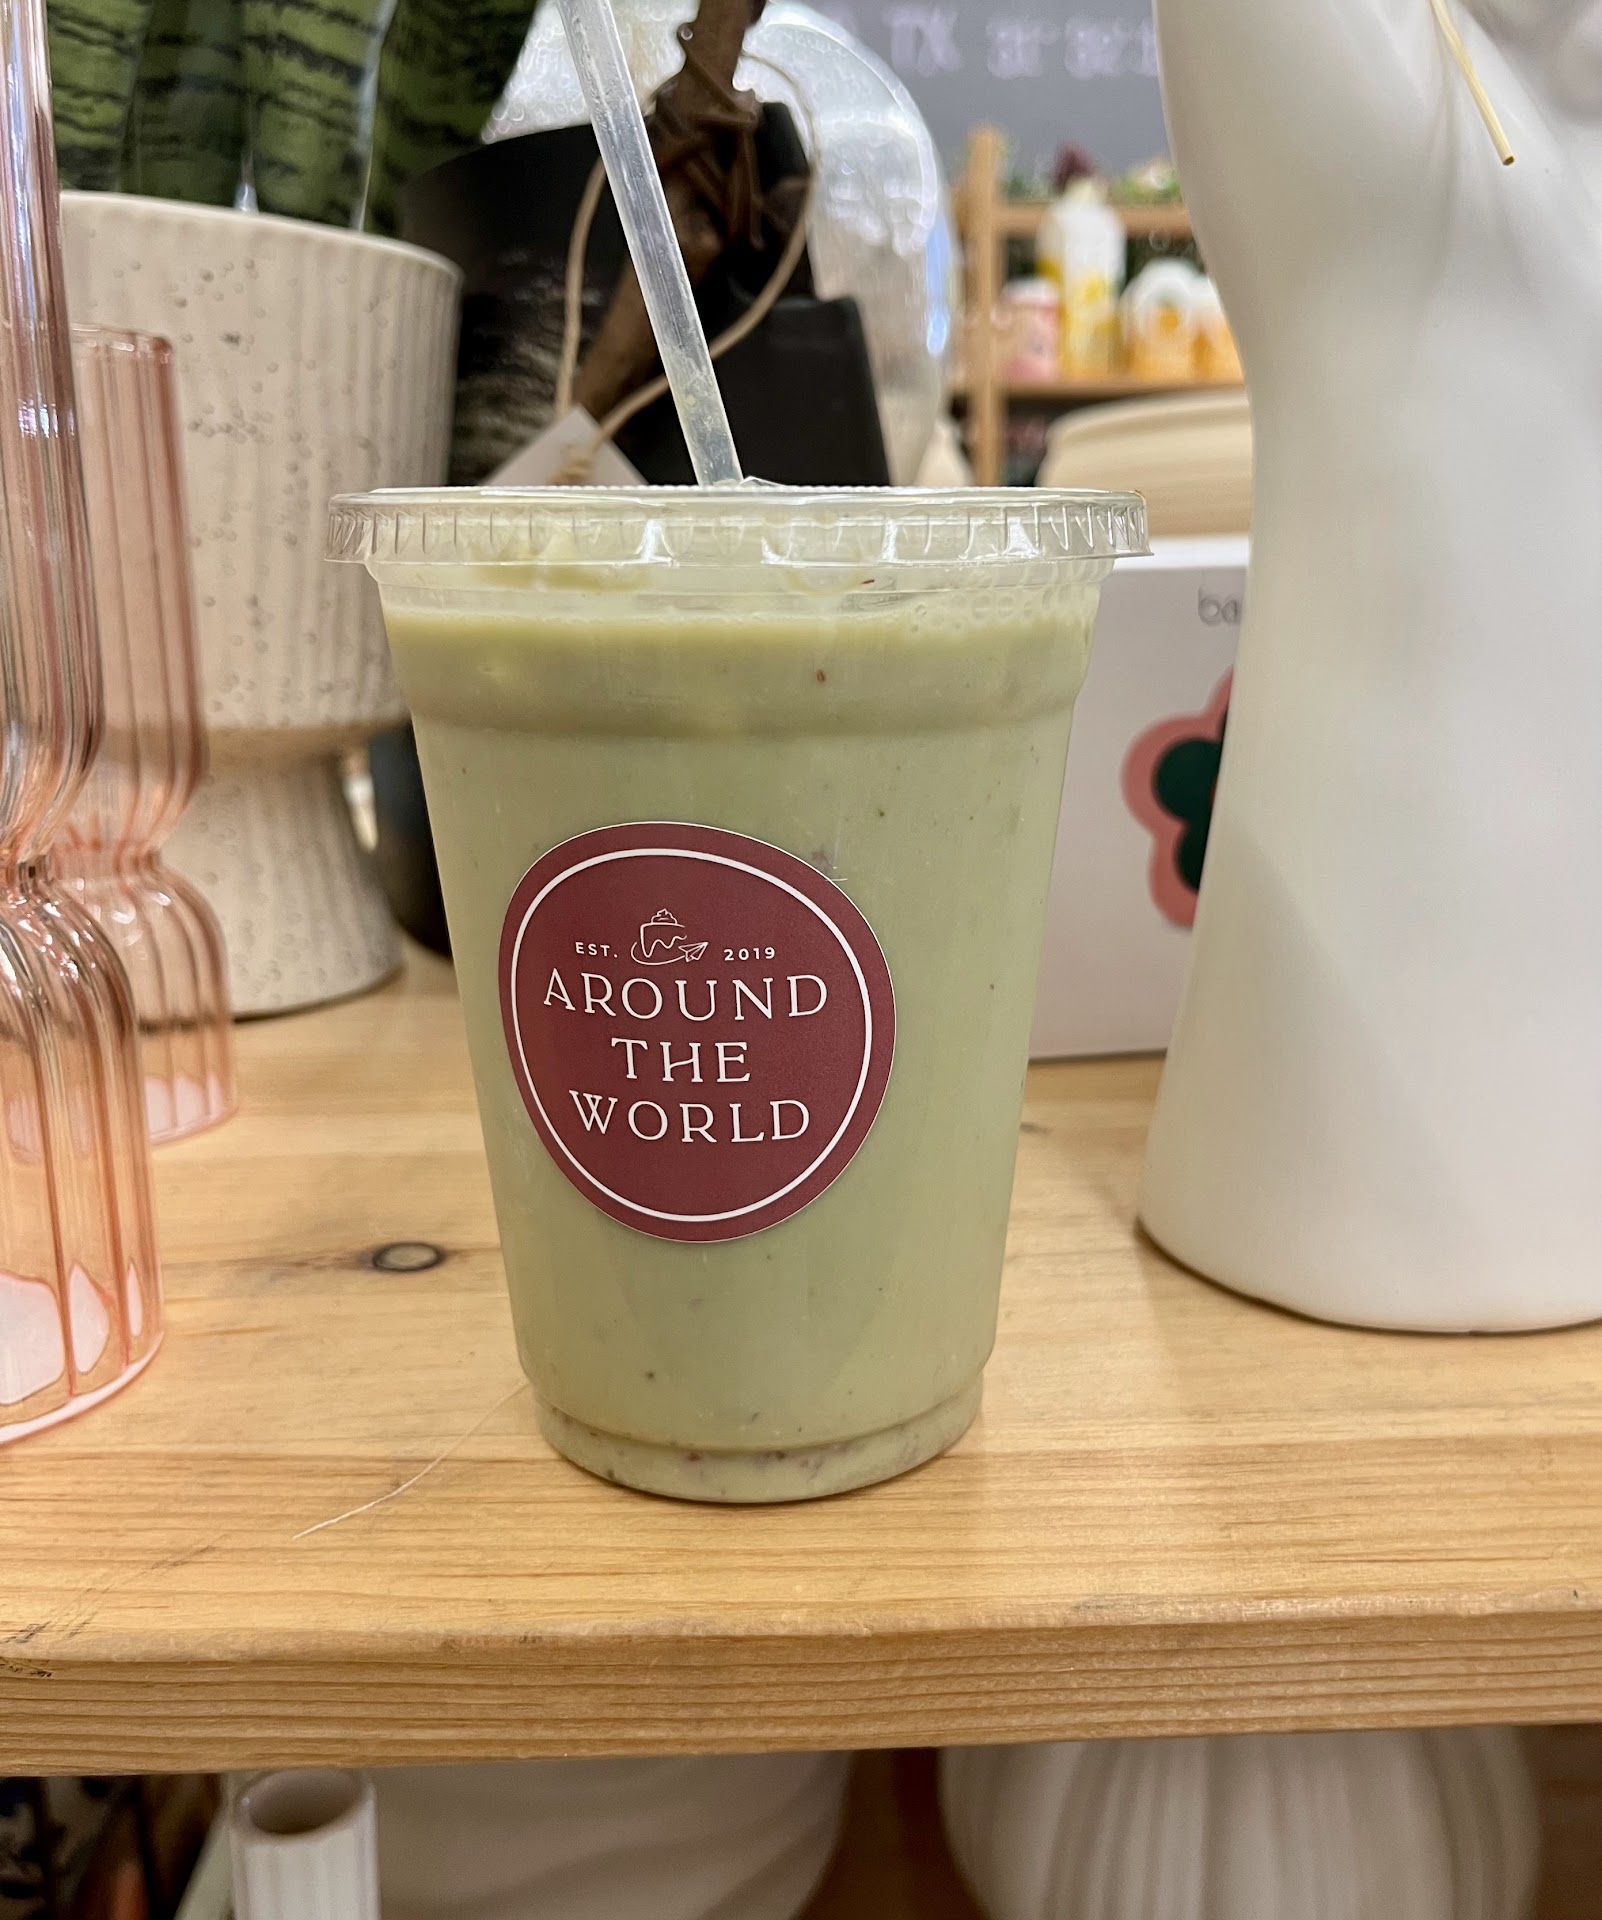 EST. 2019
AROUND
THE
WORLD